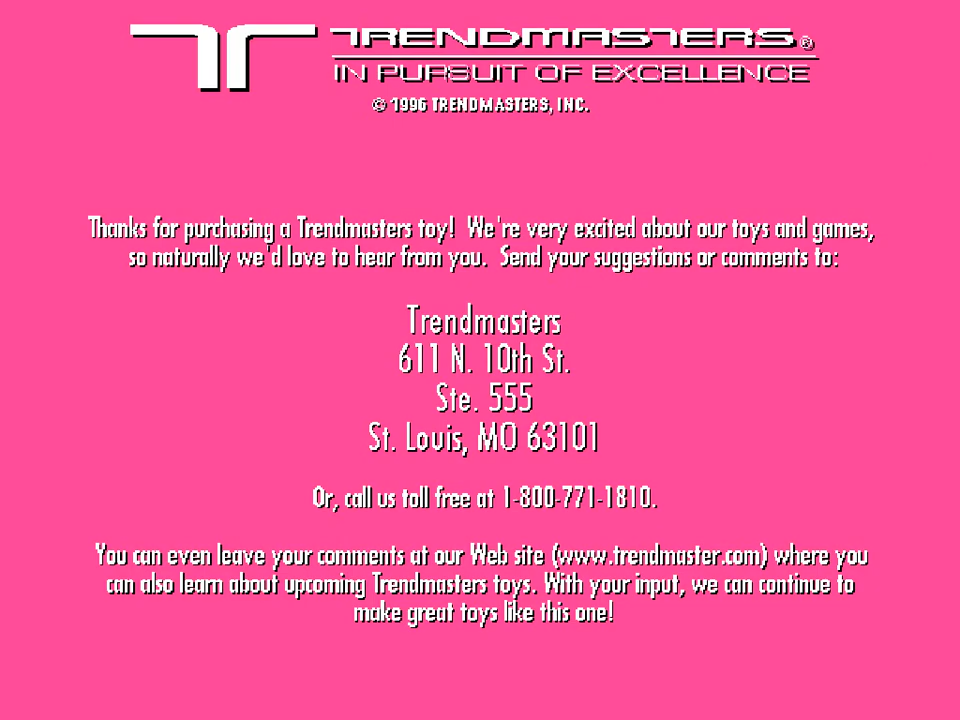 TRENDMASTERS®
IN PURSUIT OF EXCELLENCE
© 1996 TRENDMASTERS, INC.
Thanks for purchasing a Trendmasters toy!  We're very excited about our toys and games,
so naturally we'd love to hear from you.  Send your suggestions or comments to:
Trendmasters
611 N. 10th St.
Ste. 555
St. Louis, MO 63101
Or, call us toll free at 1-800-771-1810.
You can even leave your comments at our Web site (www.trendmaster.com) where you
can also learn about upcoming Trendmasters toys. With your input, we can continue to
make great toys like this one!